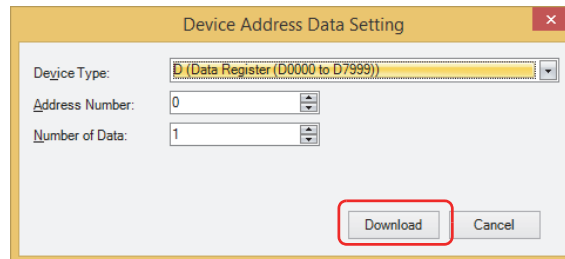 Device Address Data Setting
Device Type: D (Data Register (D0000 to D7999))
Address Number: 0
Number of Data: 1
Download Cancel